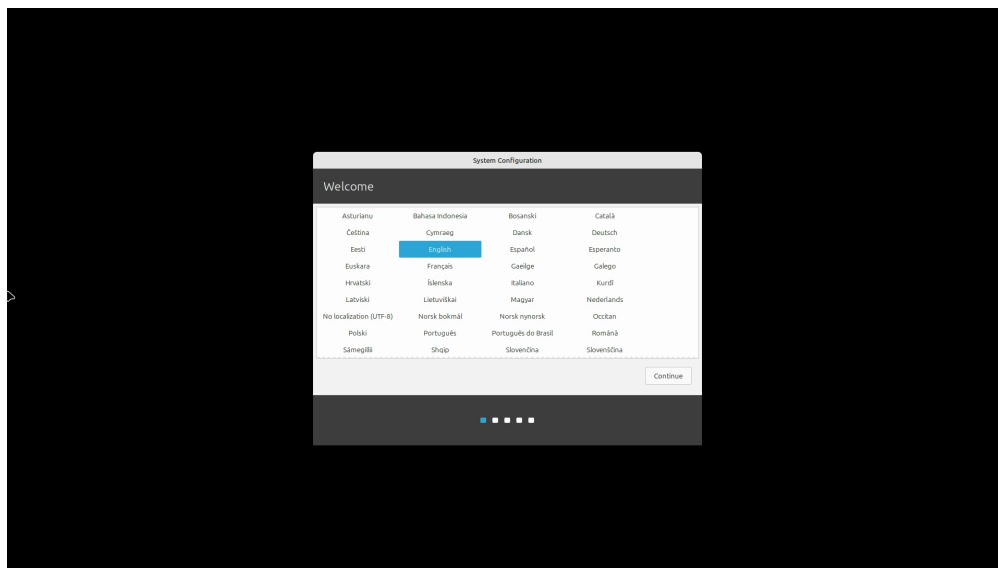 System Configuration
Welcome
Asturianu Bahasa Indonesia Bosanski Català
Čeština Cymraeg Dansk Deutsch
Eesti English Español Esperanto
Euskara Français Gaeilge Galego
Hrvatski Íslenska Italiano Kurdî
Latviski Lietuviškai Magyar Nederlands
No localization (UTF-8) Norsk bokmål Norsk nynorsk Occitan
Polski Português Português do Brasil Română
Sámegillii Shqip Slovenčina Slovenščina
Continue